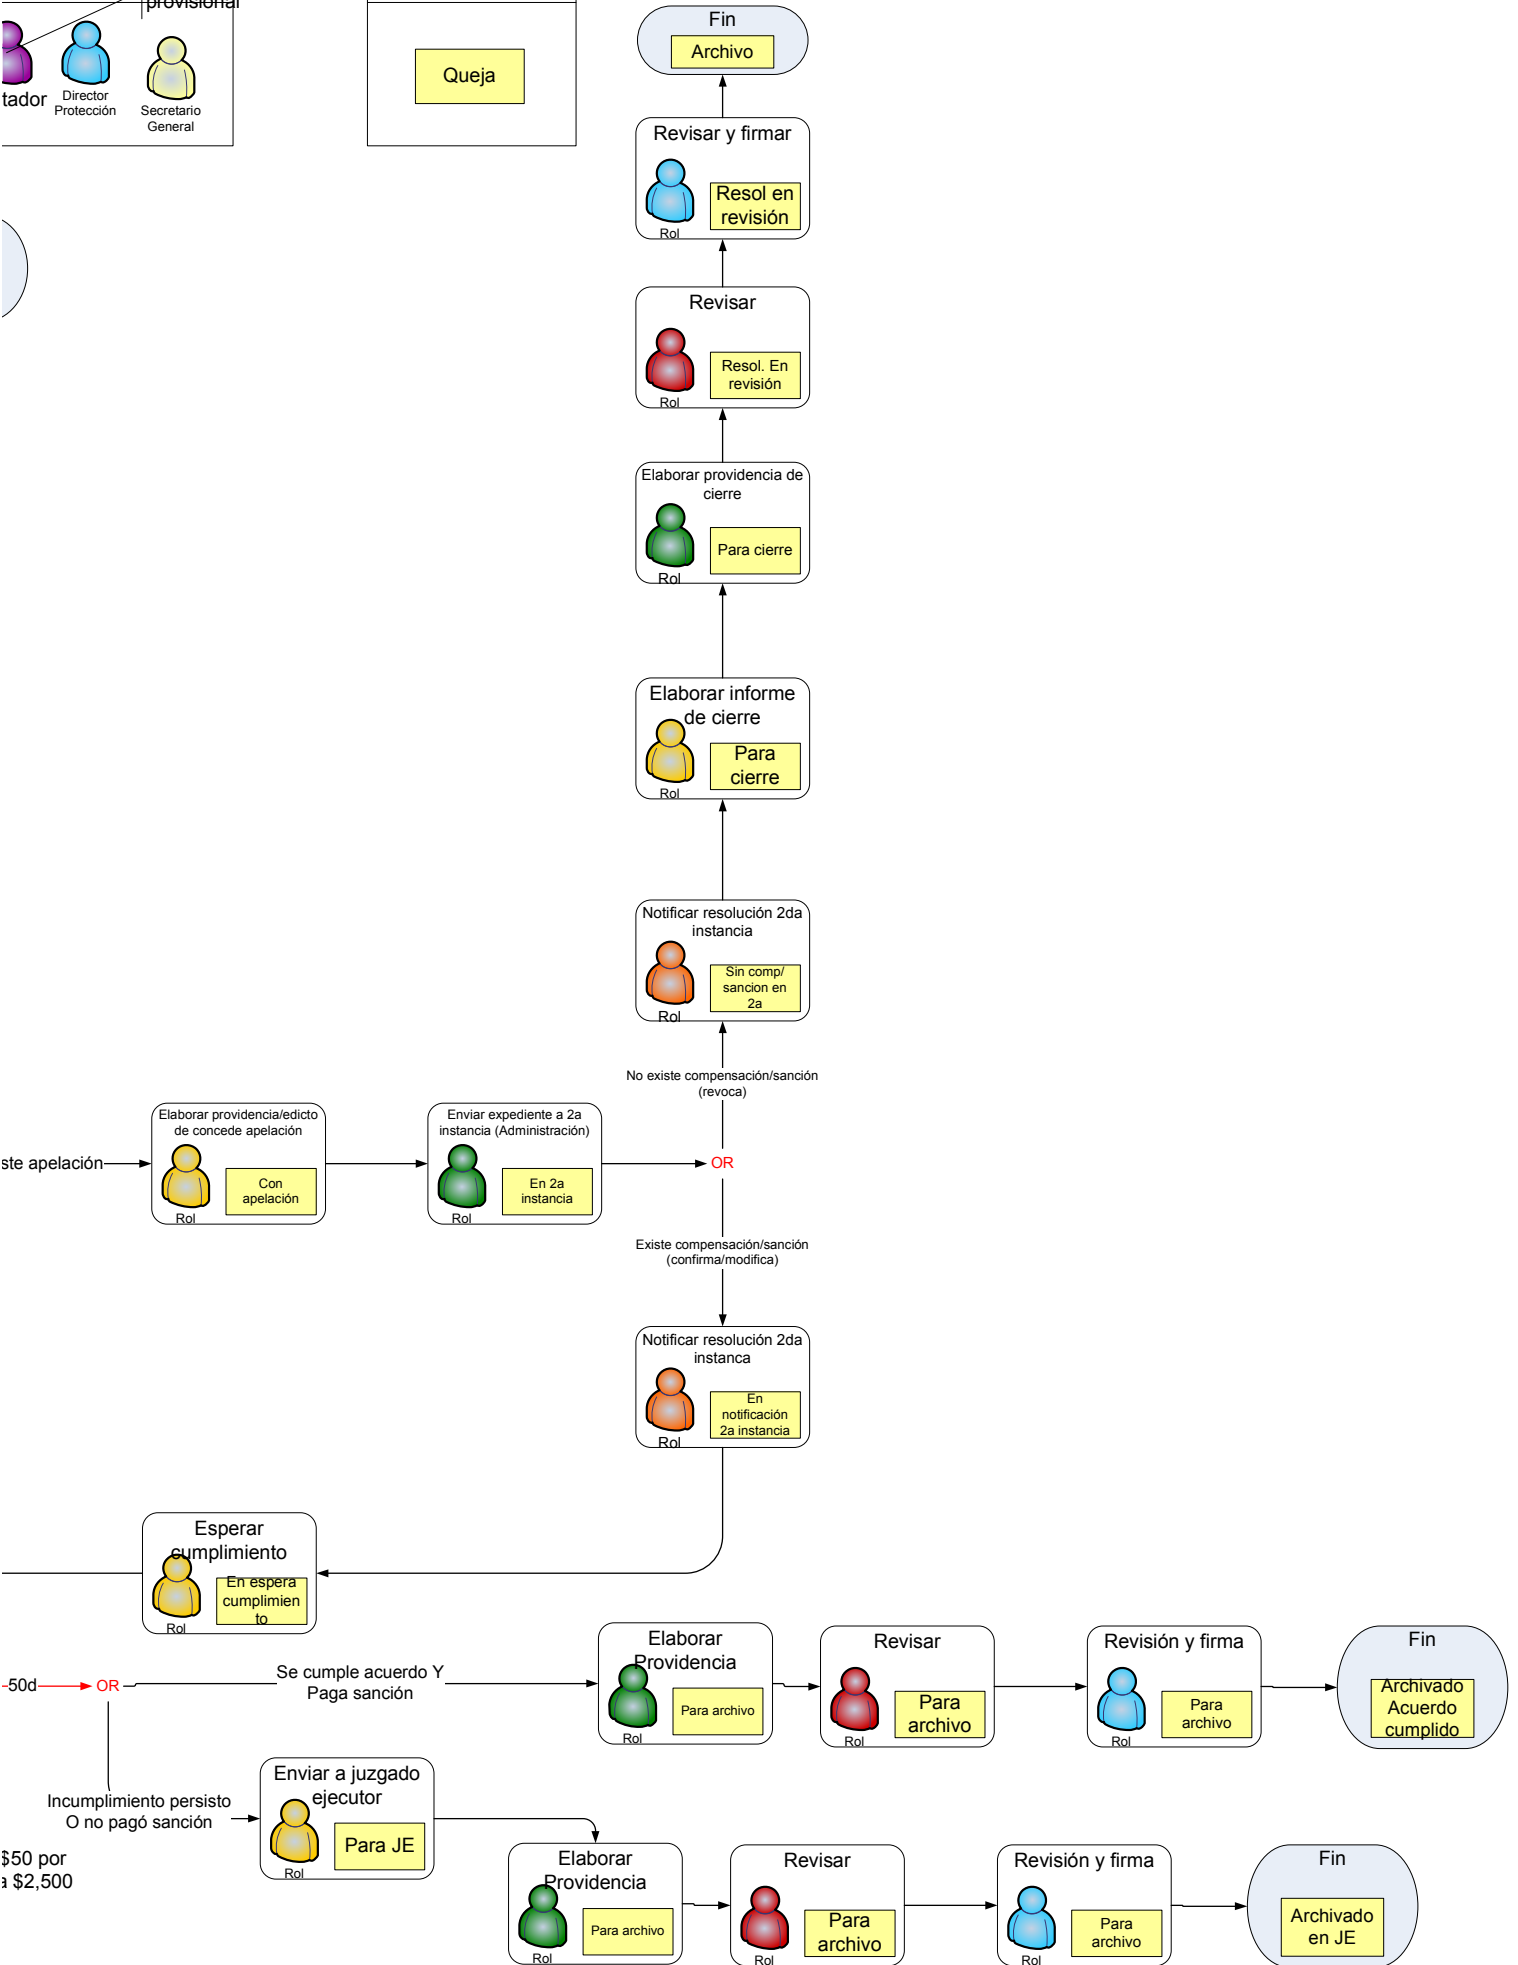 provisional
tador
Director
Protección
Secretario
General
Queja
Fin
Archivo
Revisar y firmar
Resol en
revisión
Rol
Revisar
Resol. En
revisión
Rol
Elaborar providencia de
cierre
Para cierre
Rol
Elaborar informe
de cierre
Para
cierre
Rol
Notificar resolución 2da
instancia
Sin comp/
sancion en
2a
Rol
No existe compensación/sanción
(revoca)
ste apelación
Elaborar providencia/edicto
de concede apelación
Con
apelación
Rol
Enviar expediente a 2a
instancia (Administración)
En 2a
instancia
Rol
OR
Existe compensación/sanción
(confirma/modifica)
Notificar resolución 2da
instanca
En
notificación
2a instancia
Rol
Esperar
cumplimiento
En espera
cumplimien
to
Rol
50d
OR
Se cumple acuerdo Y
Paga sanción
Elaborar
Providencia
Para archivo
Rol
Revisar
Para
archivo
Rol
Revisión y firma
Para
archivo
Rol
Fin
Archivado
Acuerdo
cumplido
Incumplimiento persisto
O no pagó sanción
Enviar a juzgado
ejecutor
Para JE
Rol
$50 por
a $2,500
Elaborar
Providencia
Para archivo
Rol
Revisar
Para
archivo
Rol
Revisión y firma
Para
archivo
Rol
Fin
Archivado
en JE